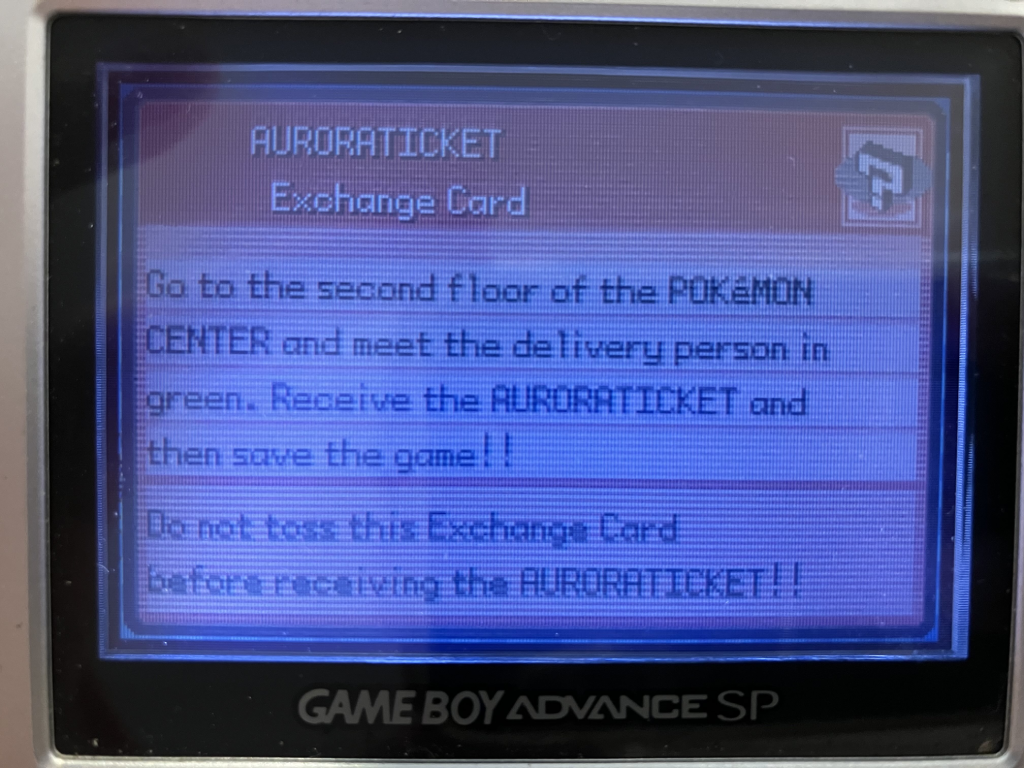 AURORATICKET
Exchange Card
Go to the second floor of the POKéMON
CENTER and meet the delivery person in
green. Receive the AURORATICKET and
then save the game!!
Do not toss this Exchange Card
before receiving the AURORATICKET!!
GAME BOY ADVANCE SP